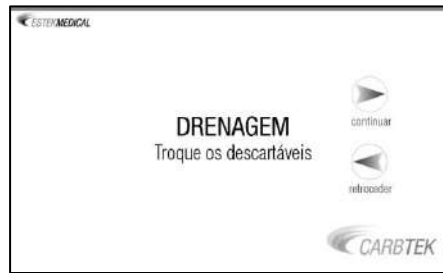 ESTEKMEDICAL
DRENAGEM
Troque os descartáveis
continuar
retroceder
CARBTEK